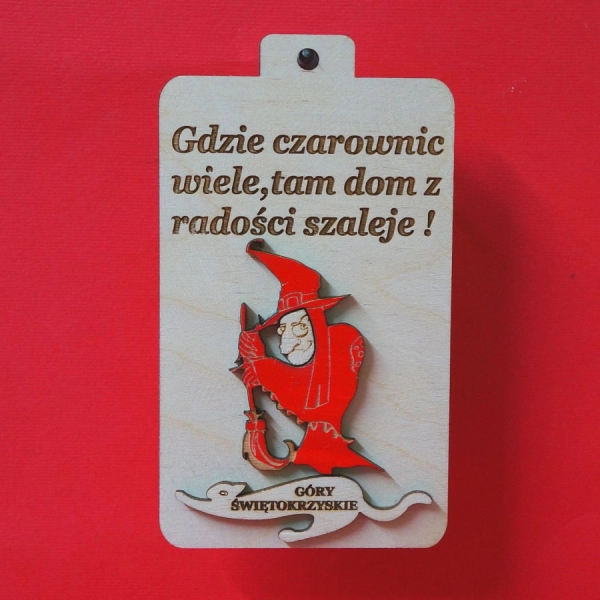 Gdzie czarownic
wiele,tam dom z
radości szaleje !
GÓRY
ŚWIĘTOKRZYSKIE